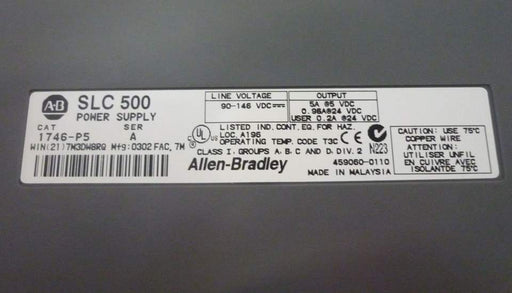 A-B SLC 500
POWER SUPPLY
CAT SER
1746-P5 A
WIN(21)7M3DW8RQ Mfg:0302 FAC,7M
LINE VOLTAGE
90-146 VDC
OUTPUT
5A @5 VDC
0.96A@24 VDC
USER 0.2A @24 VDC
UL LISTED IND. CONT. EQ. FOR HAZ.
LOC. A196
OPERATING TEMP. CODE T3C
CLASS I, GROUPS A, B, C AND D, DIV. 2
N223
Allen-Bradley
459060-0110
MADE IN MALAYSIA
CAUTION: USE 75°C
COPPER WIRE
ATTENTION:
UTILISER UNFIL
EN CUIVRE AVEC
ISOLANTDE 75°C